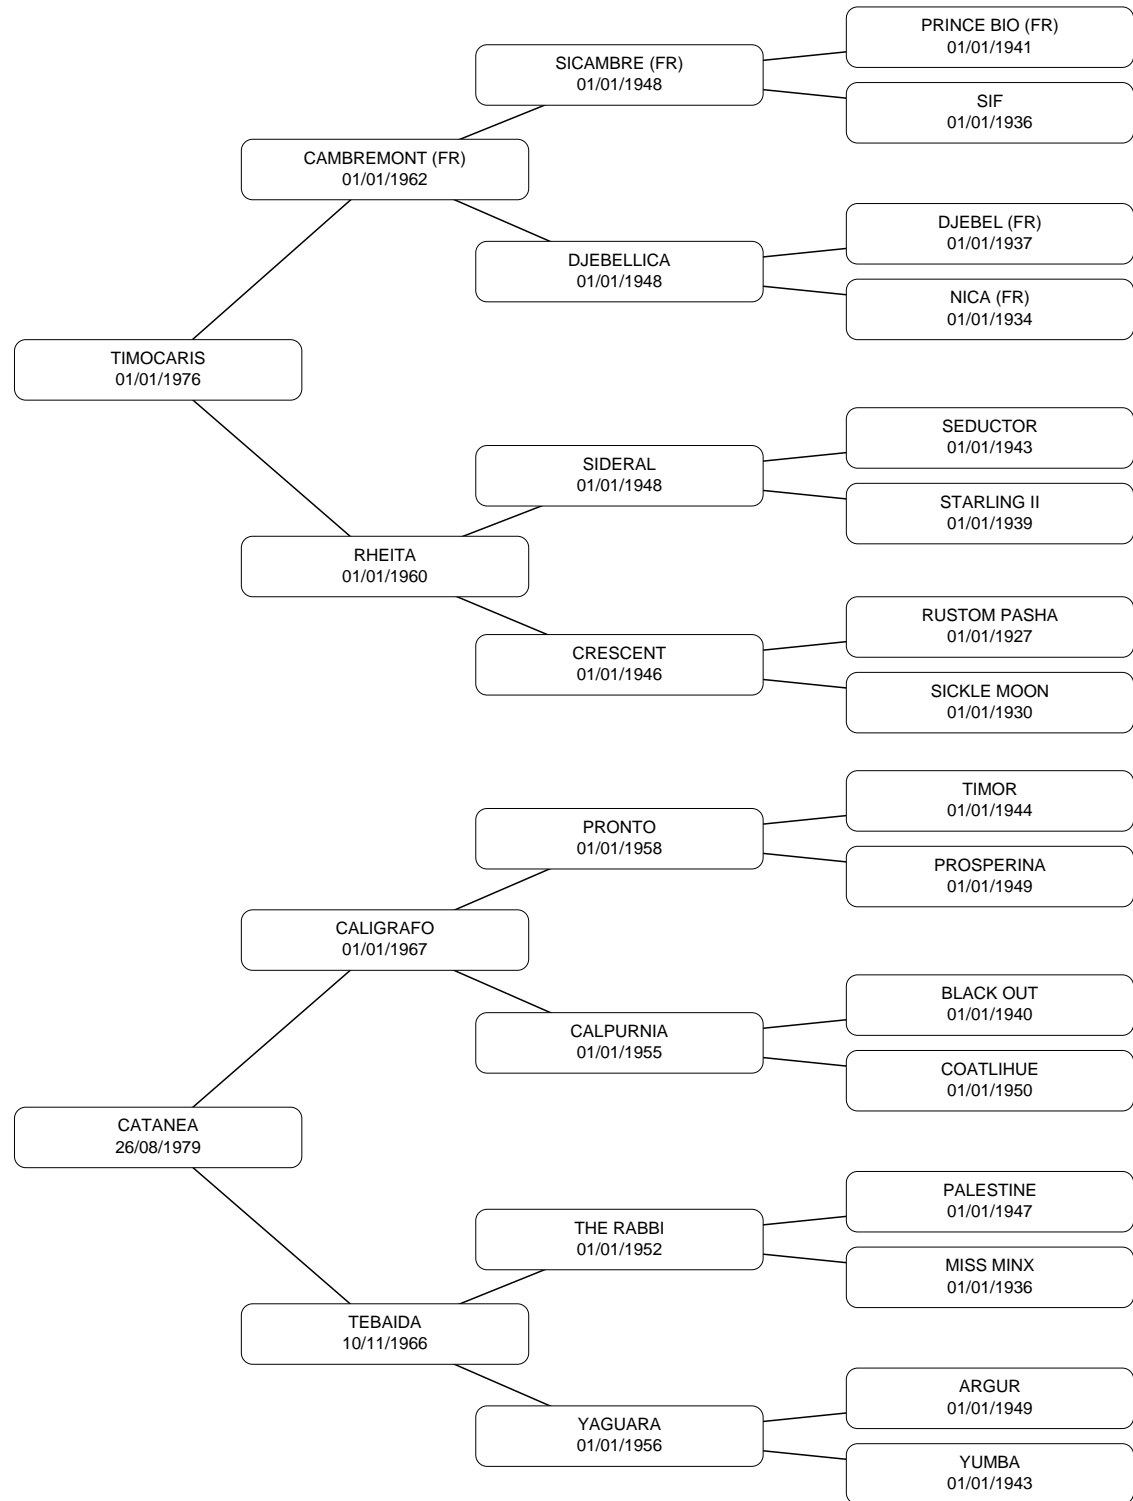 PRINCE BIO (FR)
01/01/1941
SICAMBRE (FR)
01/01/1948
SIF
01/01/1936
CAMBREMONT (FR)
01/01/1962
DJEBEL (FR)
01/01/1937
DJEBELLICA
01/01/1948
NICA (FR)
01/01/1934
TIMOCARIS
01/01/1976
SEDUCTOR
01/01/1943
SIDERAL
01/01/1948
STARLING II
01/01/1939
RHEITA
01/01/1960
RUSTOM PASHA
01/01/1927
CRESCENT
01/01/1946
SICKLE MOON
01/01/1930
TIMOR
01/01/1944
PRONTO
01/01/1958
PROSPERINA
01/01/1949
CALIGRAFO
01/01/1967
BLACK OUT
01/01/1940
CALPURNIA
01/01/1955
COATLIHUE
01/01/1950
CATANEA
26/08/1979
PALESTINE
01/01/1947
THE RABBI
01/01/1952
MISS MINX
01/01/1936
TEBAIDA
10/11/1966
ARGUR
01/01/1949
YAGUARA
01/01/1956
YUMBA
01/01/1943